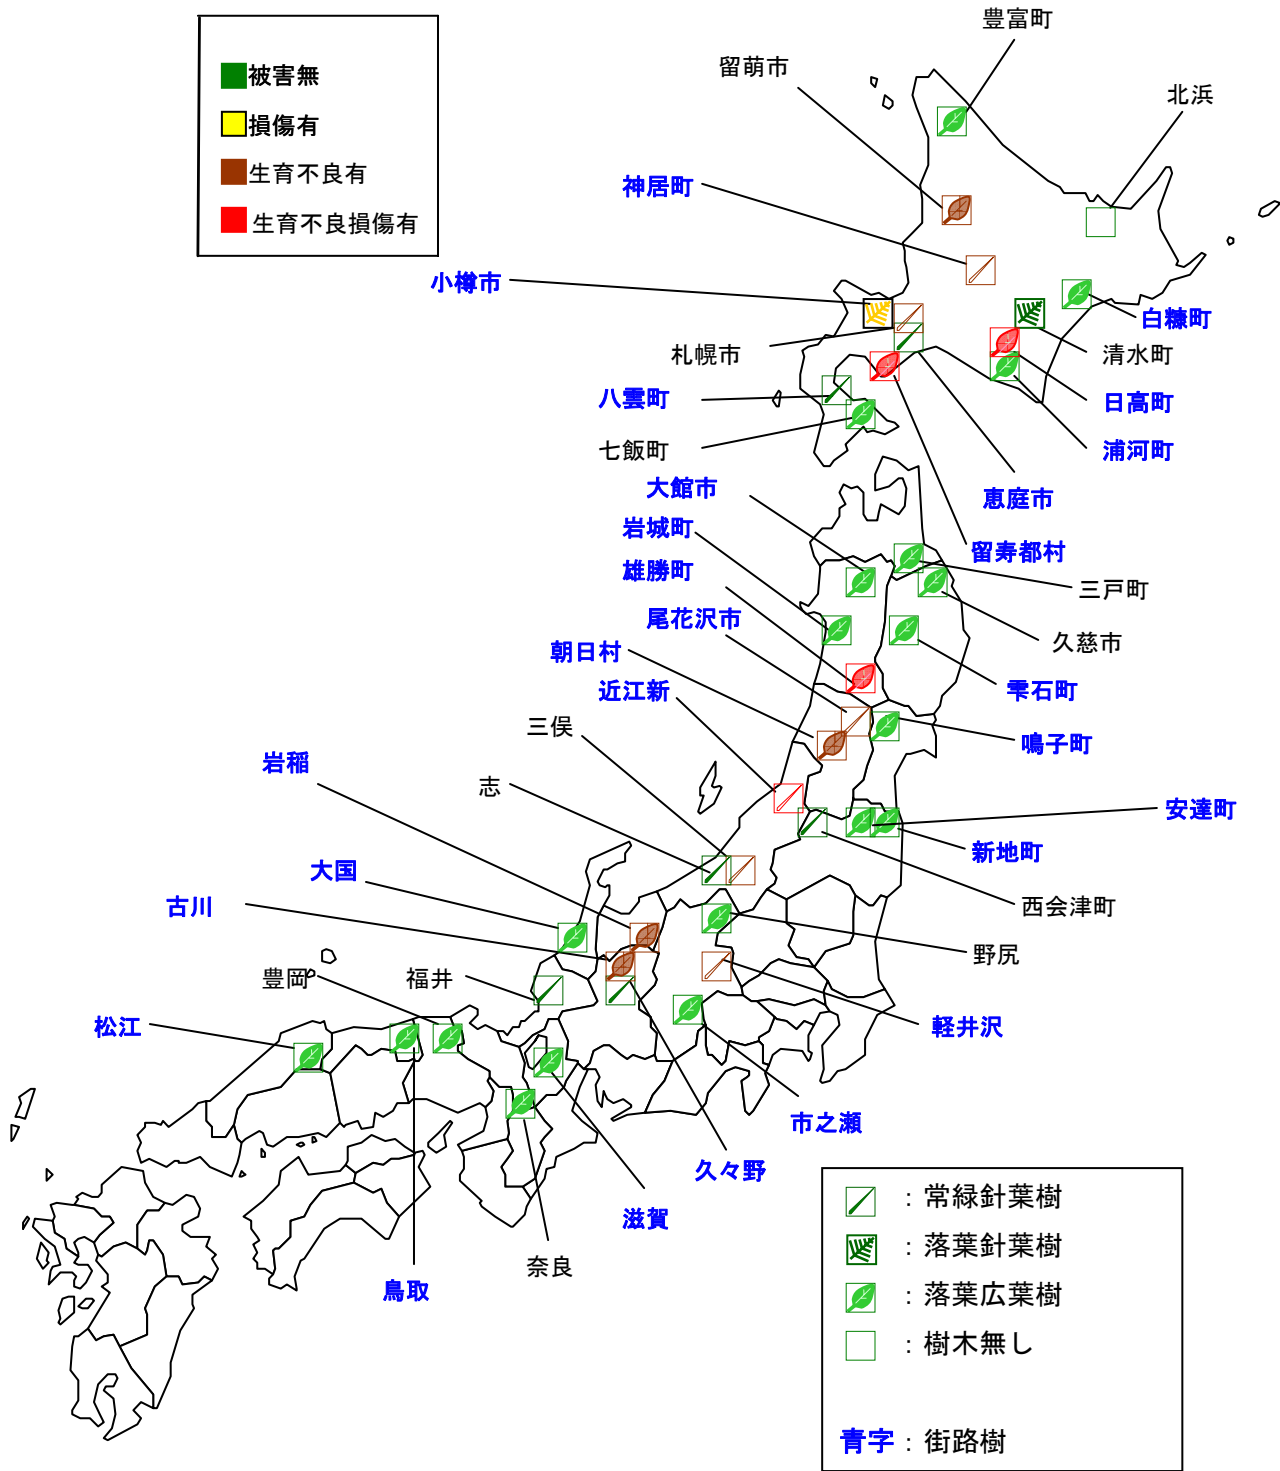 豊富町
留萌市
北浜
被害無
損傷有
生育不良有
生育不良損傷有
神居町
小樽市
白糠町
札幌市
清水町
八雲町
日高町
七飯町
浦河町
大館市
恵庭市
岩城町
留寿都村
雄勝町
三戸町
尾花沢市
久慈市
朝日村
近江新
雫石町
三俣
鳴子町
岩稲
志
安達町
新地町
大国
古川
西会津町
野尻
豊岡
福井
松江
軽井沢
市之瀬
久々野
滋賀
奈良
鳥取
:常緑針葉樹
:落葉針葉樹
:落葉広葉樹
:樹木無し
青字:街路樹